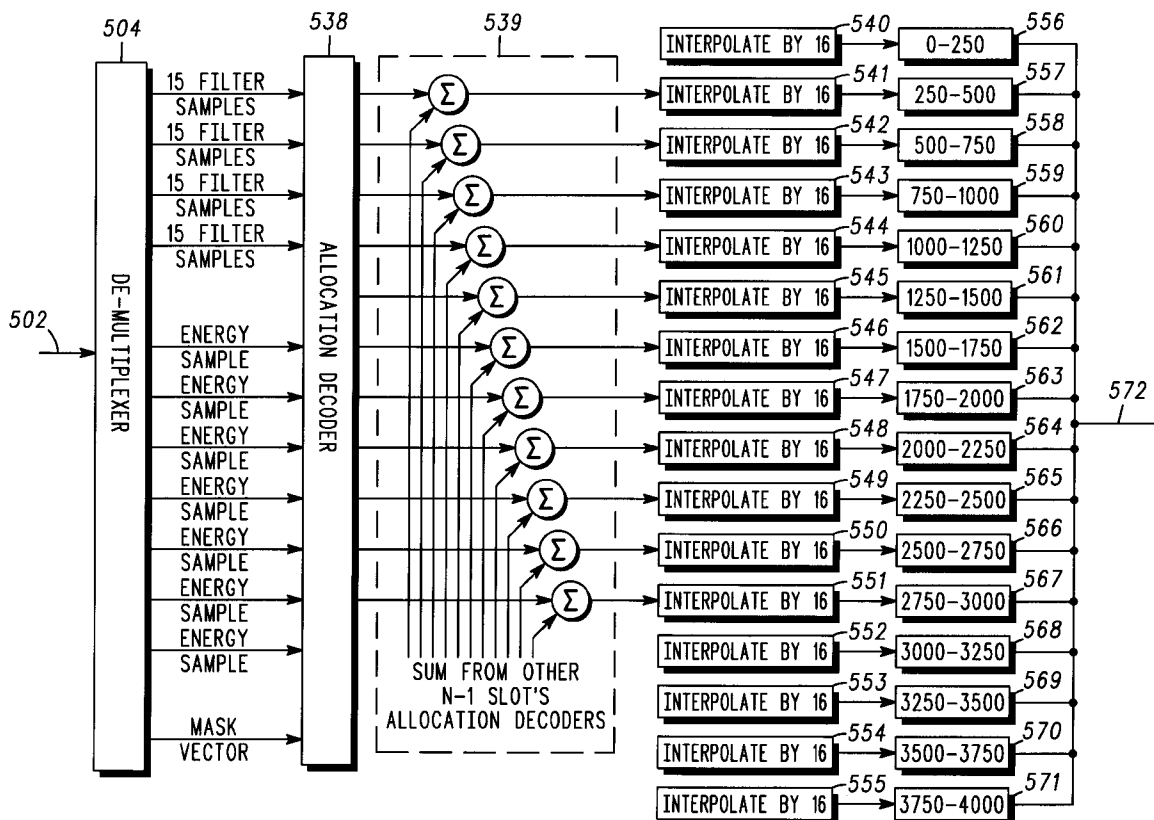 504
538
539
540
INTERPOLATE BY 16
0-250
556
15 FILTER
SAMPLES
541
INTERPOLATE BY 16
250-500
557
Σ
15 FILTER
SAMPLES
542
INTERPOLATE BY 16
500-750
558
Σ
15 FILTER
SAMPLES
543
INTERPOLATE BY 16
750-1000
559
Σ
15 FILTER
SAMPLES
544
INTERPOLATE BY 16
1000-1250
560
Σ
545
INTERPOLATE BY 16
1250-1500
561
Σ
502
DE-MULTIPLEXER
ALLOCATION DECODER
ENERGY
SAMPLE
546
INTERPOLATE BY 16
1500-1750
562
Σ
ENERGY
SAMPLE
547
INTERPOLATE BY 16
1750-2000
563
Σ
572
ENERGY
SAMPLE
548
INTERPOLATE BY 16
2000-2250
564
Σ
ENERGY
SAMPLE
549
INTERPOLATE BY 16
2250-2500
565
Σ
ENERGY
SAMPLE
550
INTERPOLATE BY 16
2500-2750
566
Σ
ENERGY
SAMPLE
551
INTERPOLATE BY 16
2750-3000
567
Σ
ENERGY
SAMPLE
552
INTERPOLATE BY 16
3000-3250
568
SUM FROM OTHER
N-1 SLOT'S
ALLOCATION DECODERS
553
INTERPOLATE BY 16
3250-3500
569
MASK
VECTOR
554
INTERPOLATE BY 16
3500-3750
570
555
INTERPOLATE BY 16
3750-4000
571